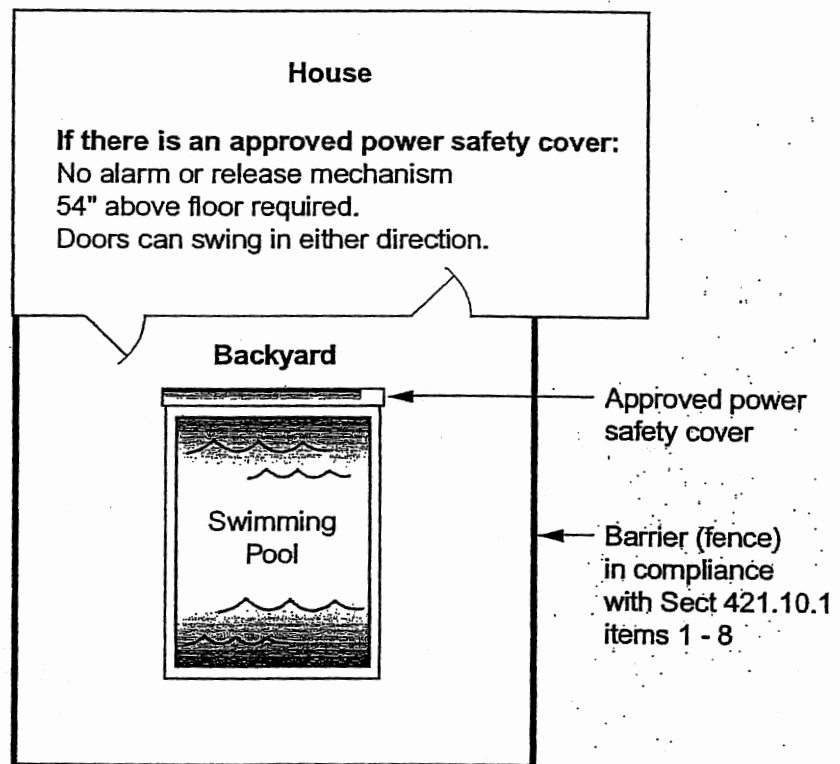 House
If there is an approved power safety cover:
No alarm or release mechanism
54" above floor required.
Doors can swing in either direction.
Backyard
Approved power
safety cover
Swimming
Pool
Barrier (fence)
in compliance
with Sect 421.10.1
items 1 - 8